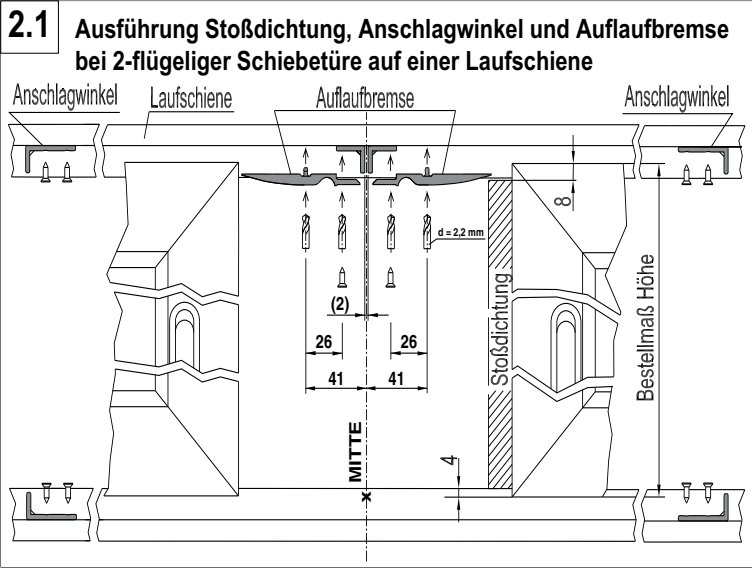 2.1
Ausführung Stoßdichtung, Anschlagwinkel und Auflaufbremse
bei 2-flügeliger Schiebetüre auf einer Laufschiene
Anschlagwinkel
Laufschiene
Auflaufbremse
Anschlagwinkel
8
d = 2,2 mm
Stoßdichtung
Bestellmaß Höhe
(2)
26
26
41
41
MITTE
x
4